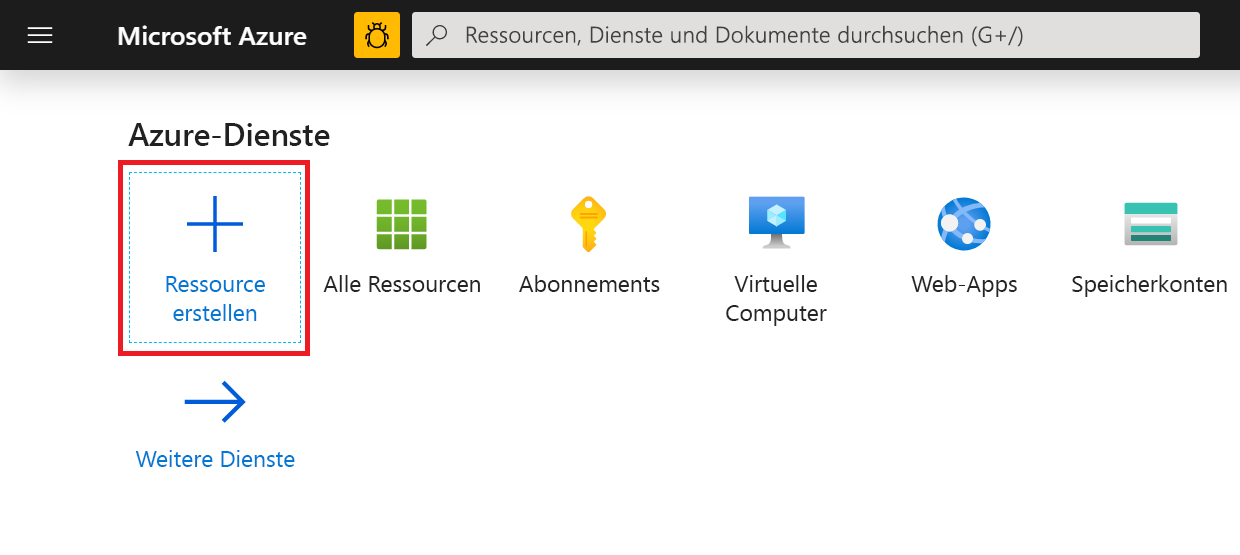 Microsoft Azure
Ressourcen, Dienste und Dokumente durchsuchen (G+/)
Azure-Dienste
Ressource
erstellen
Alle Ressourcen
Abonnements
Virtuelle
Computer
Web-Apps
Speicherkonten
Weitere Dienste